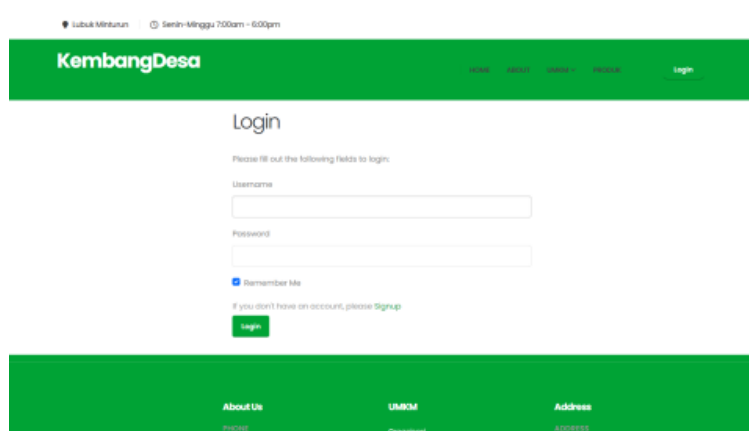 Lubuk Minturun Senin-Minggu 7:00am - 6:00pm
KembangDesa
HOME ABOUT UMKM PRODUK Login
Login
Please fill out the following fields to login:
Username
Password
Remember Me
If you don't have an account, please Signup
Login
About Us UMKM Address
PHONE ADDRESS